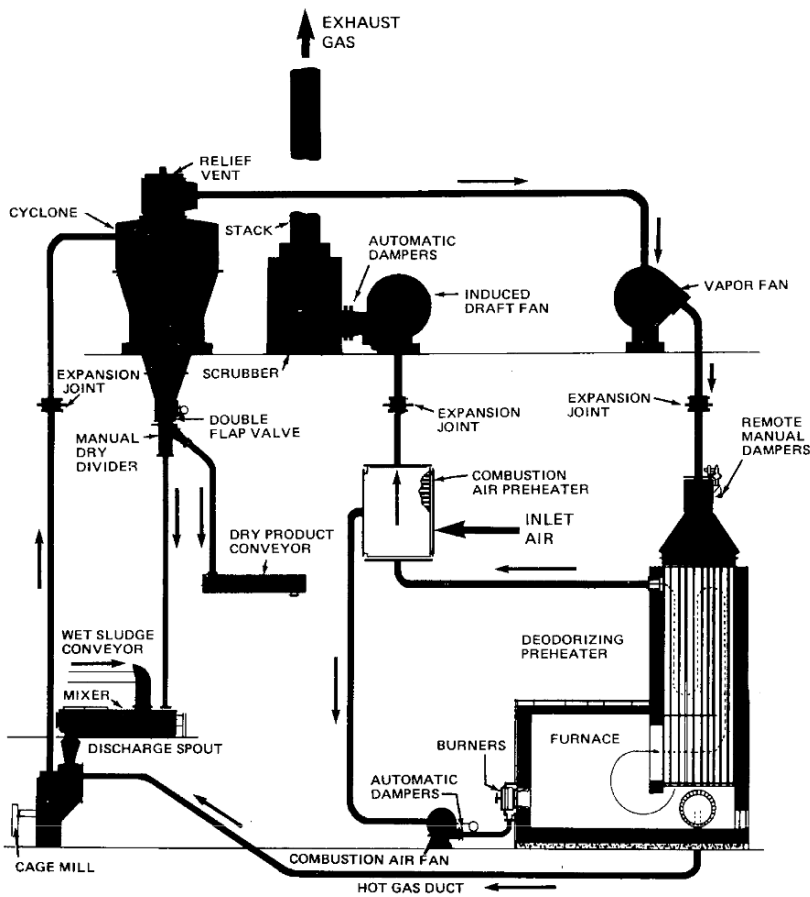 EXHAUST
GAS
RELIEF
VENT
CYCLONE
STACK
AUTOMATIC
DAMPERS
INDUCED
DRAFT FAN
VAPOR FAN
SCRUBBER
EXPANSION
JOINT
DOUBLE
FLAP VALVE
MANUAL
DRY
DIVIDER
EXPANSION
JOINT
EXPANSION
JOINT
REMOTE
MANUAL
DAMPERS
COMBUSTION
AIR PREHEATER
INLET
AIR
DRY PRODUCT
CONVEYOR
WET SLUDGE
CONVEYOR
MIXER
DISCHARGE SPOUT
DEODORIZING
PREHEATER
BURNERS
FURNACE
AUTOMATIC
DAMPERS
CAGE MILL
COMBUSTION AIR FAN
HOT GAS DUCT